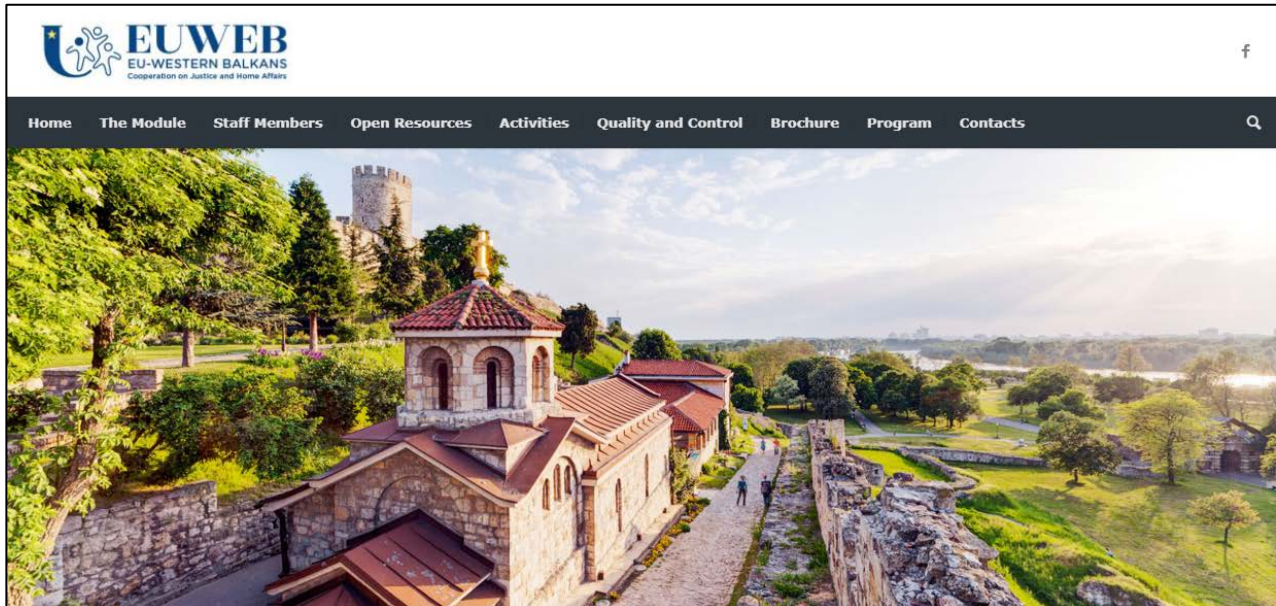 EUWEB
EU-WESTERN BALKANS
Cooperation on Justice and Home Affairs
Home The Module Staff Members Open Resources Activities Quality and Control Brochure Program Contacts